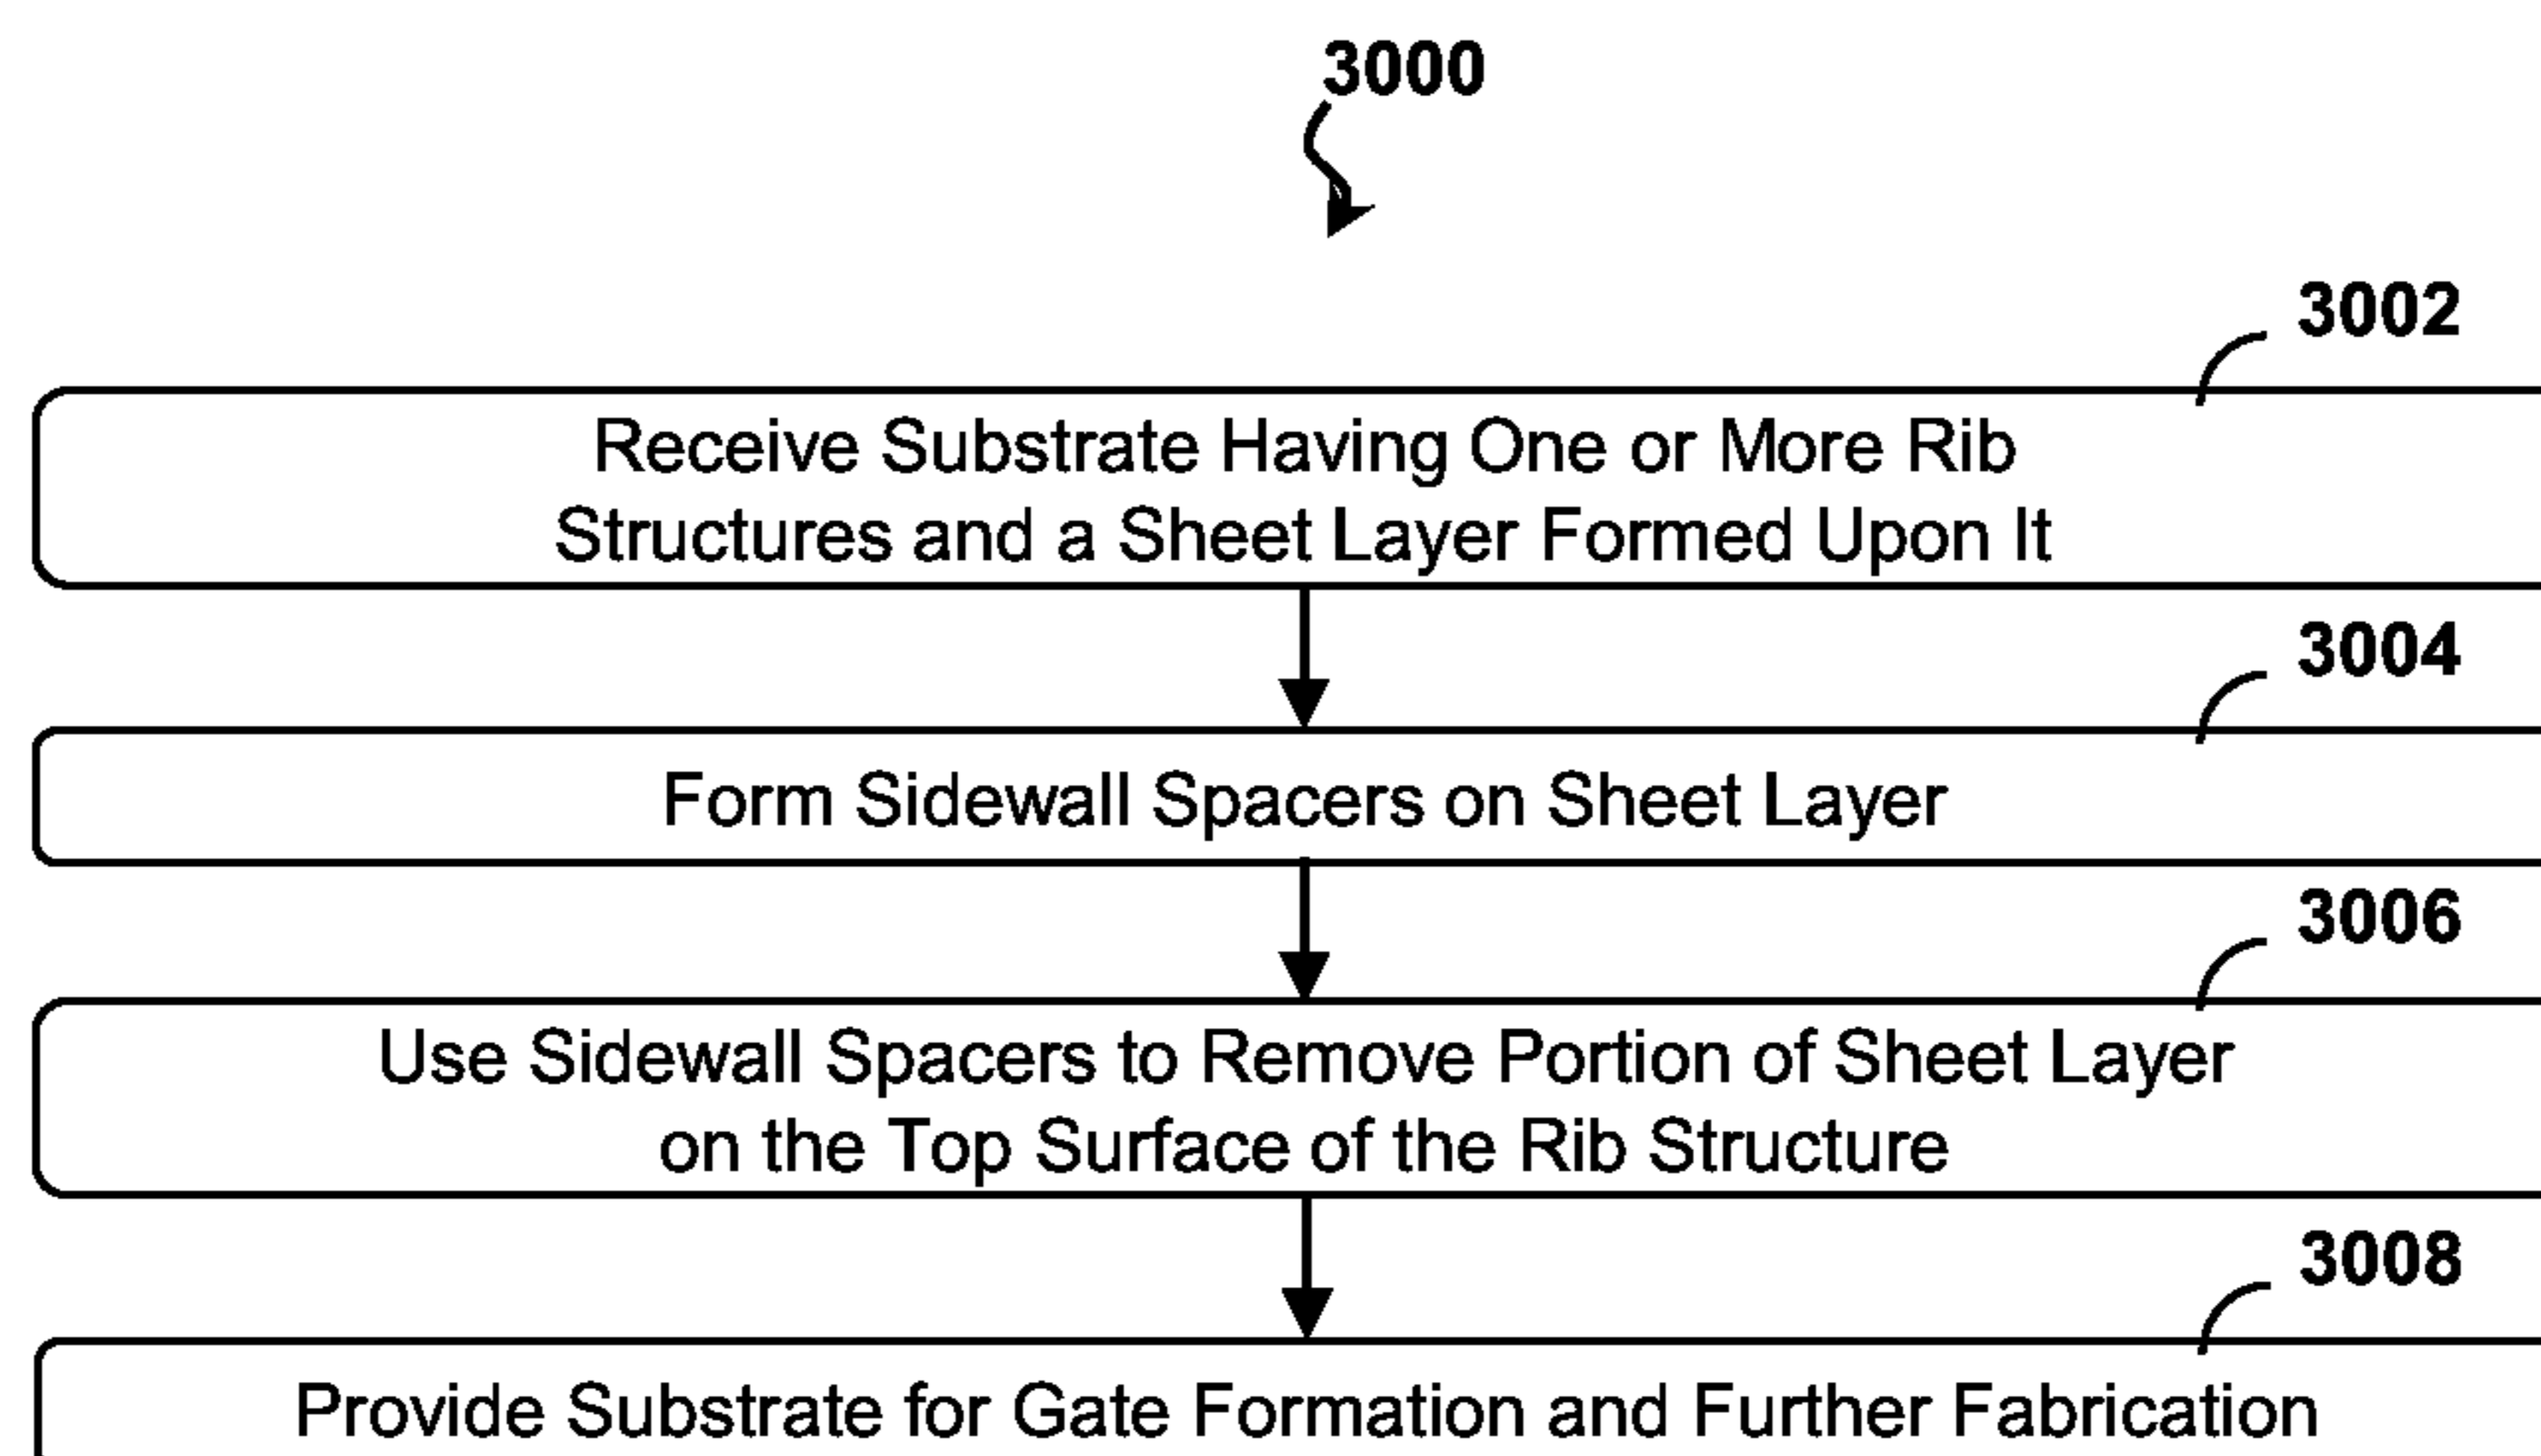 3000
3002
Receive Substrate Having One or More Rib
Structures and a Sheet Layer Formed Upon It
3004
Form Sidewall Spacers on Sheet Layer
3006
Use Sidewall Spacers to Remove Portion of Sheet Layer
on the Top Surface of the Rib Structure
3008
Provide Substrate for Gate Formation and Further Fabrication